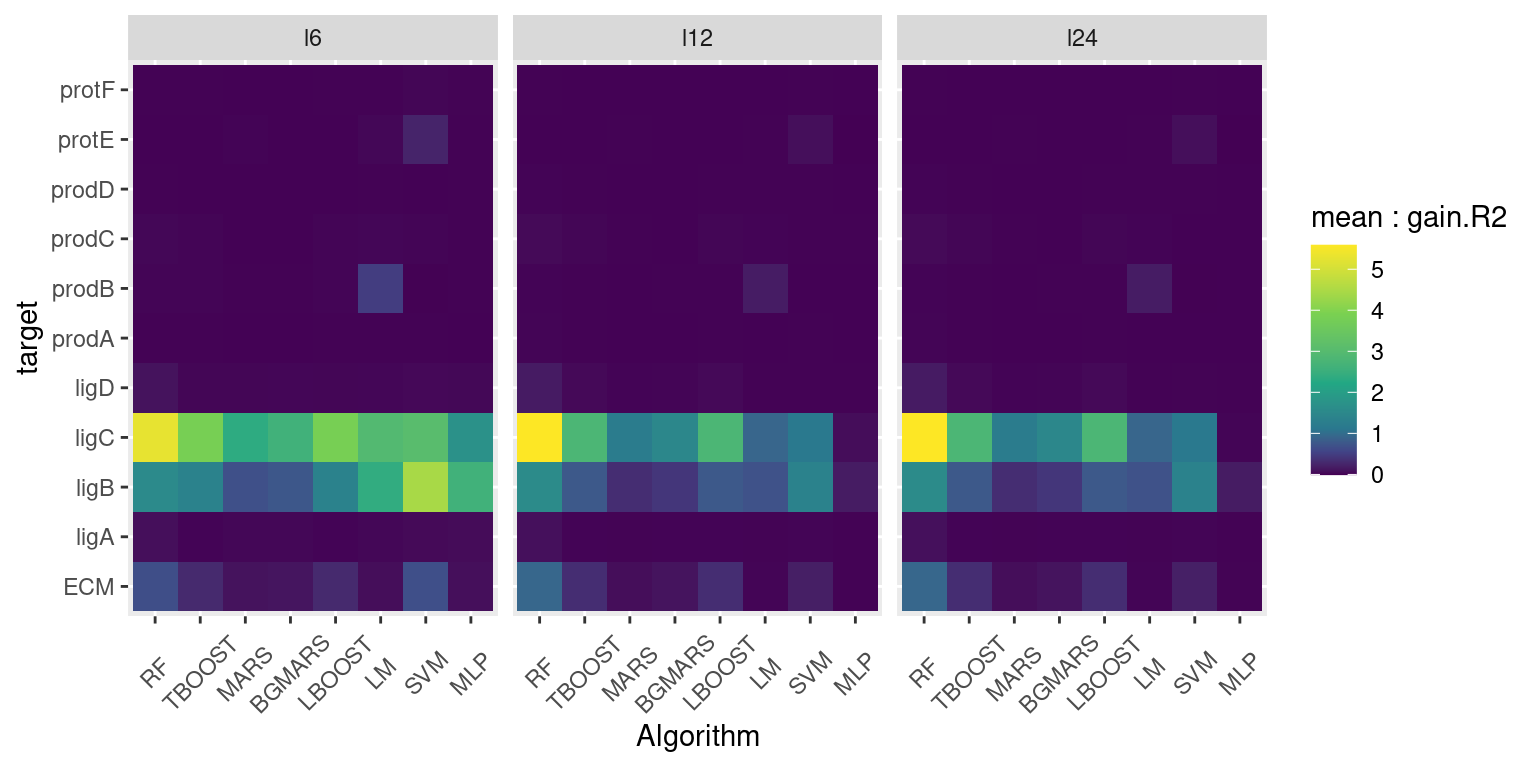 l6
l12
l24
protF
protE
prodD
prodC
prodB
prodA
ligD
ligC
ligB
ligA
ECM
target
RF
TBOOST
MARS
BGMARS
LBOOST
LM
SVM
MLP
RF
TBOOST
MARS
BGMARS
LBOOST
LM
SVM
MLP
RF
TBOOST
MARS
BGMARS
LBOOST
LM
SVM
MLP
Algorithm
mean : gain.R2
5
4
3
2
1
0